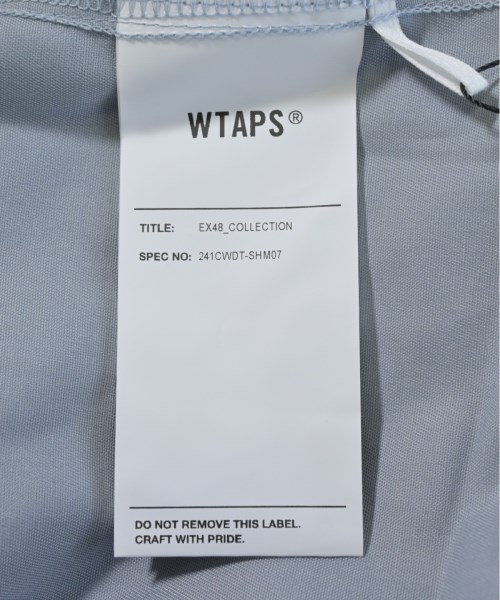 WTAPS®
TITLE: EX48_COLLECTION
SPEC NO: 241CWDT-SHM07
DO NOT REMOVE THIS LABEL.
CRAFT WITH PRIDE.